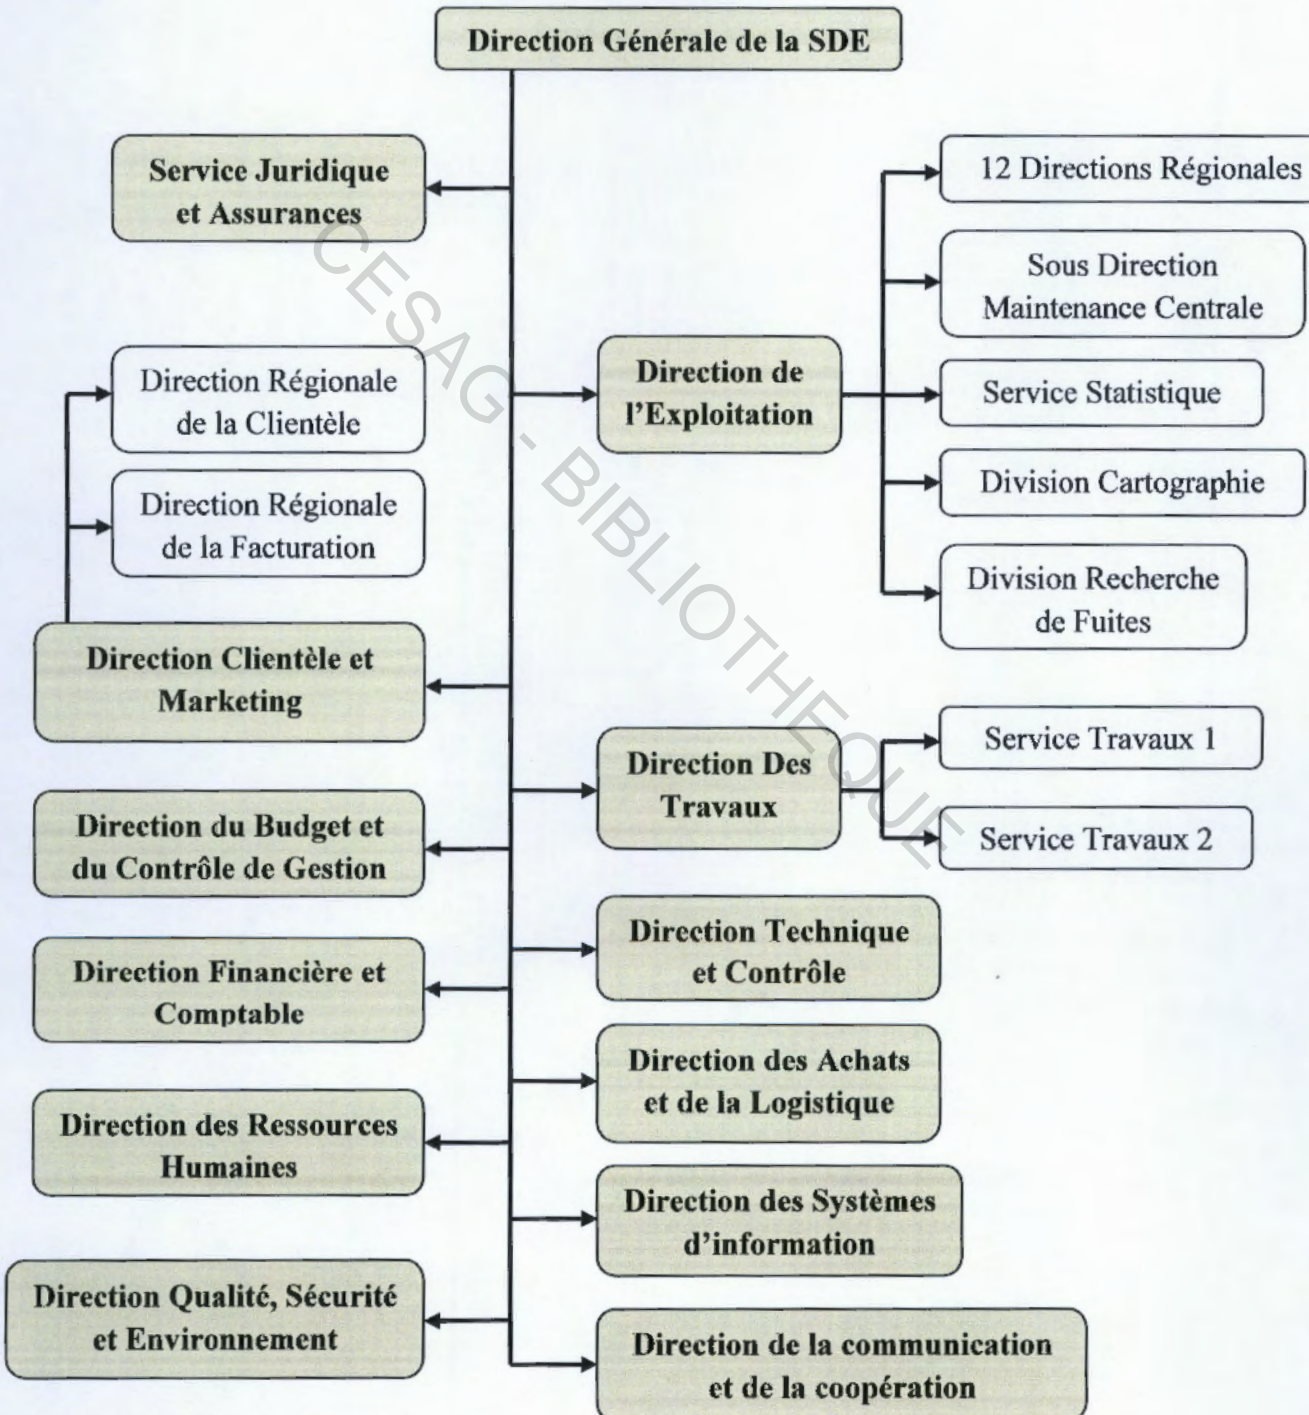 Direction Générale de la SDE
Service Juridique
et Assurances
12 Directions Régionales
Sous Direction
Maintenance Centrale
Direction Régionale
de la Clientèle
Direction de
l'Exploitation
Service Statistique
Division Cartographie
Direction Régionale
de la Facturation
Division Recherche
de Fuites
Direction Clientèle et
Marketing
Direction Des
Travaux
Service Travaux 1
Service Travaux 2
Direction du Budget et
du Contrôle de Gestion
Direction Technique
et Contrôle
Direction Financière et
Comptable
Direction des Achats
et de la Logistique
Direction des Ressources
Humaines
Direction des Systèmes
d'information
Direction Qualité, Sécurité
et Environnement
Direction de la communication
et de la coopération
CESAG - BIBLIOTHEQUE